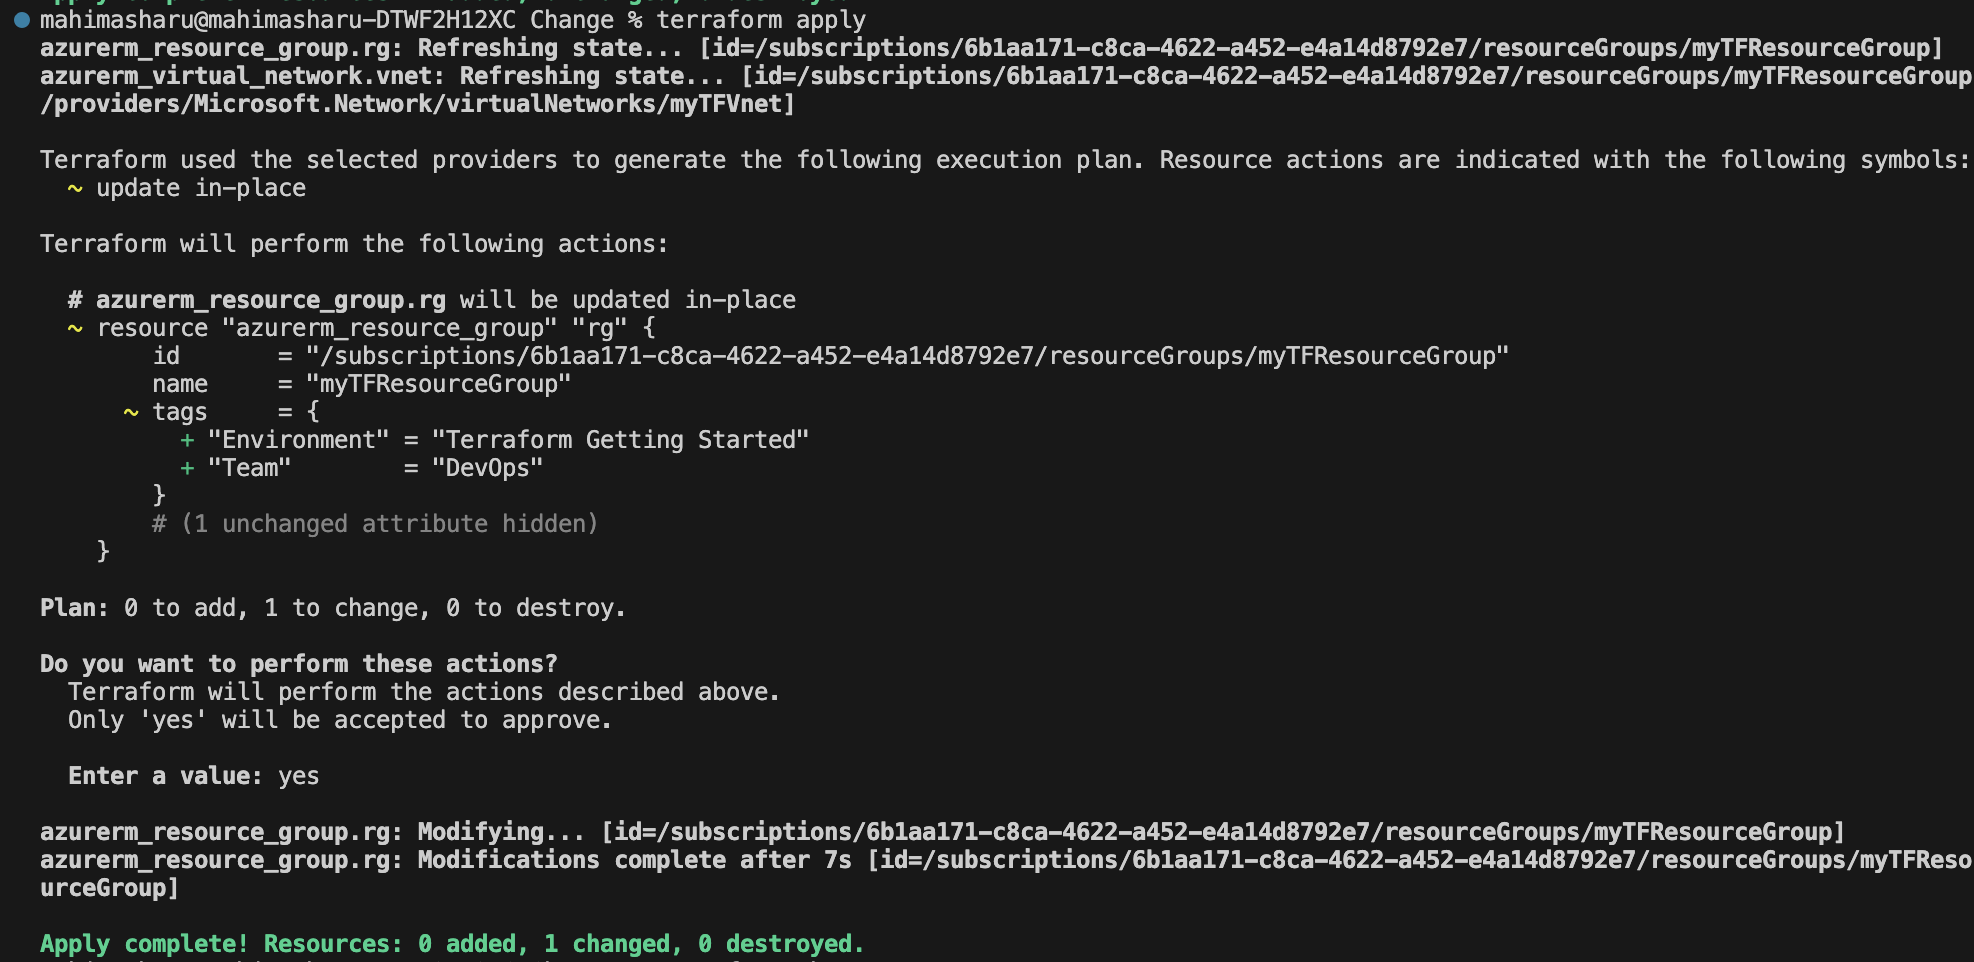 mahimasharu@mahimasharu-DTWF2H12XC Change % terraform apply
azurerm_resource_group.rg: Refreshing state... [id=/subscriptions/6b1aa171-c8ca-4622-a452-e4a14d8792e7/resourceGroups/myTFResourceGroup]
azurerm_virtual_network.vnet: Refreshing state... [id=/subscriptions/6b1aa171-c8ca-4622-a452-e4a14d8792e7/resourceGroups/myTFResourceGroup
/providers/Microsoft.Network/virtualNetworks/myTFVnet]

Terraform used the selected providers to generate the following execution plan. Resource actions are indicated with the following symbols:
  ~ update in-place

Terraform will perform the following actions:

  # azurerm_resource_group.rg will be updated in-place
  ~ resource "azurerm_resource_group" "rg" {
        id       = "/subscriptions/6b1aa171-c8ca-4622-a452-e4a14d8792e7/resourceGroups/myTFResourceGroup"
        name     = "myTFResourceGroup"
      ~ tags     = {
          + "Environment" = "Terraform Getting Started"
          + "Team"        = "DevOps"
        }
        # (1 unchanged attribute hidden)
    }

Plan: 0 to add, 1 to change, 0 to destroy.

Do you want to perform these actions?
  Terraform will perform the actions described above.
  Only 'yes' will be accepted to approve.

  Enter a value: yes

azurerm_resource_group.rg: Modifying... [id=/subscriptions/6b1aa171-c8ca-4622-a452-e4a14d8792e7/resourceGroups/myTFResourceGroup]
azurerm_resource_group.rg: Modifications complete after 7s [id=/subscriptions/6b1aa171-c8ca-4622-a452-e4a14d8792e7/resourceGroups/myTFReso
urceGroup]

Apply complete! Resources: 0 added, 1 changed, 0 destroyed.